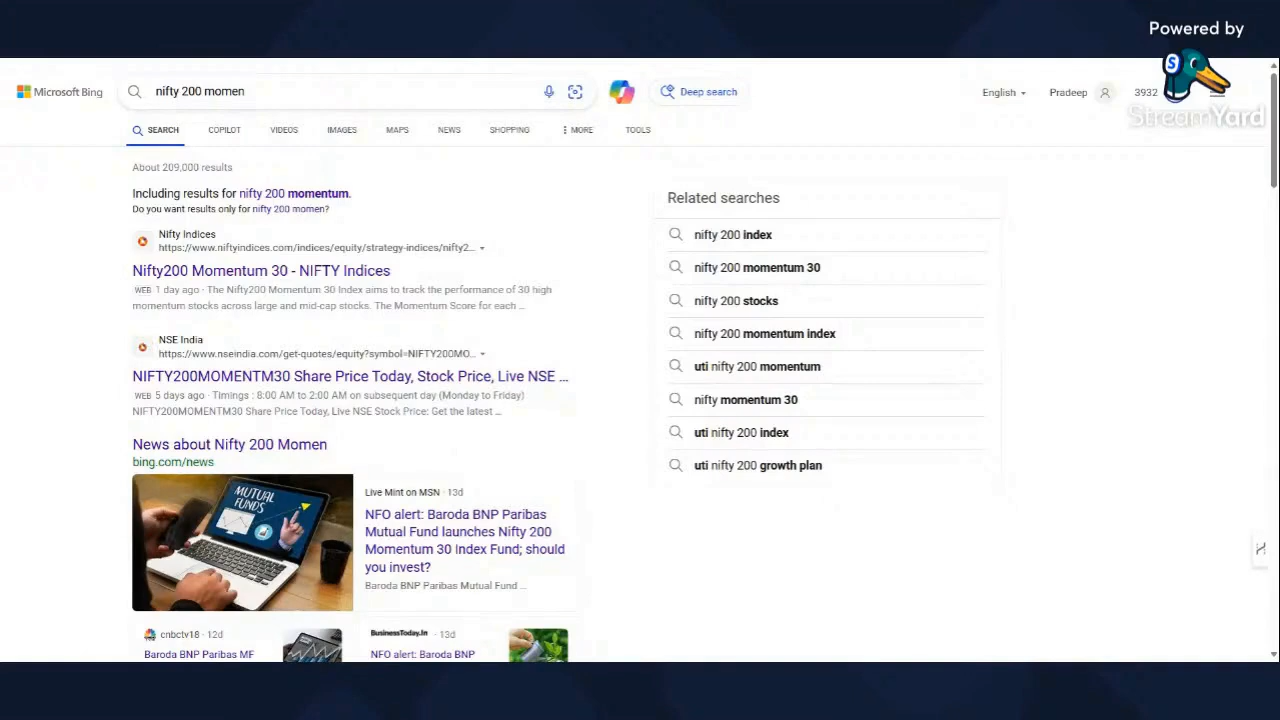 Powered by
StreamYard
Microsoft Bing
nifty 200 momen
Deep search
English
Pradeep
3932
SEARCH
COPILOT
VIDEOS
IMAGES
MAPS
NEWS
SHOPPING
MORE
TOOLS
About 209,000 results
Including results for nifty 200 momentum.
Do you want results only for nifty 200 momen?
Nifty Indices
https://www.niftyindices.com/indices/equity/strategy-indices/nifty2...
Nifty200 Momentum 30 - NIFTY Indices
WEB 1 day ago · The Nifty200 Momentum 30 Index aims to track the performance of 30 high
momentum stocks across large and mid-cap stocks. The Momentum Score for each ...
NSE India
https://www.nseindia.com/get-quotes/equity?symbol=NIFTY200MO...
NIFTY200MOMENTM30 Share Price Today, Stock Price, Live NSE ...
WEB 5 days ago · Timings : 8:00 AM to 2:00 AM on subsequent day (Monday to Friday)
NIFTY200MOMENTM30 Share Price Today, Live NSE Stock Price: Get the latest ...
News about Nifty 200 Momen
bing.com/news
MUTUAL
FUNDS
Live Mint on MSN · 13d
NFO alert: Baroda BNP Paribas
Mutual Fund launches Nifty 200
Momentum 30 Index Fund; should
you invest?
Baroda BNP Paribas Mutual Fund ...
cnbctv18 · 12d
Baroda BNP Paribas MF
BusinessToday.In · 13d
NFO alert: Baroda BNP
Related searches
nifty 200 index
nifty 200 momentum 30
nifty 200 stocks
nifty 200 momentum index
uti nifty 200 momentum
nifty momentum 30
uti nifty 200 index
uti nifty 200 growth plan